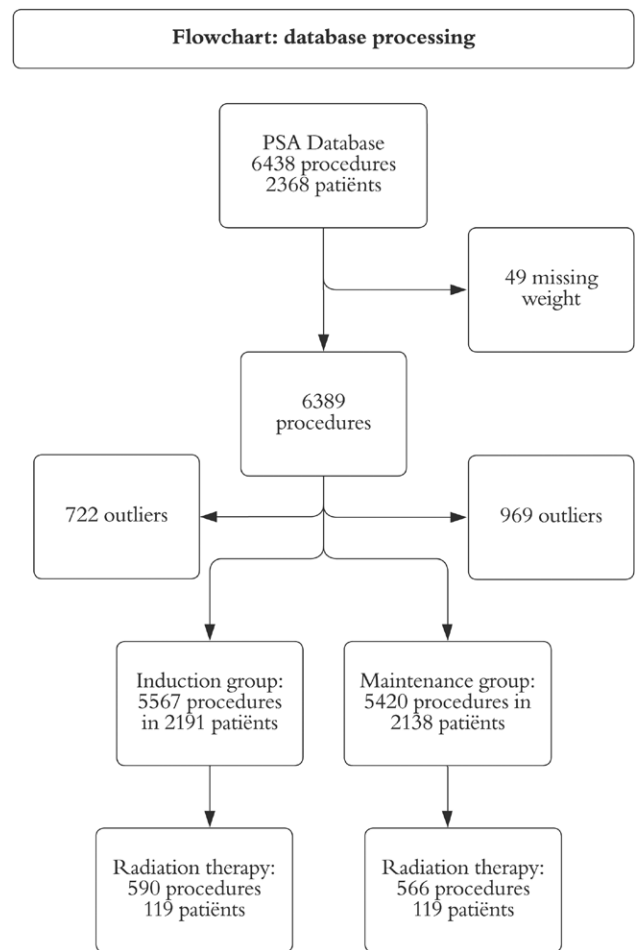 Flowchart: database processing
PSA Database
6438 procedures
2368 patiënts
49 missing
weight
6389
procedures
722 outliers
969 outliers
Induction group:
5567 procedures
in 2191 patiënts
Maintenance group:
5420 procedures in
2138 patiënts
Radiation therapy:
590 procedures
119 patiënts
Radiation therapy:
566 procedures
119 patiënts